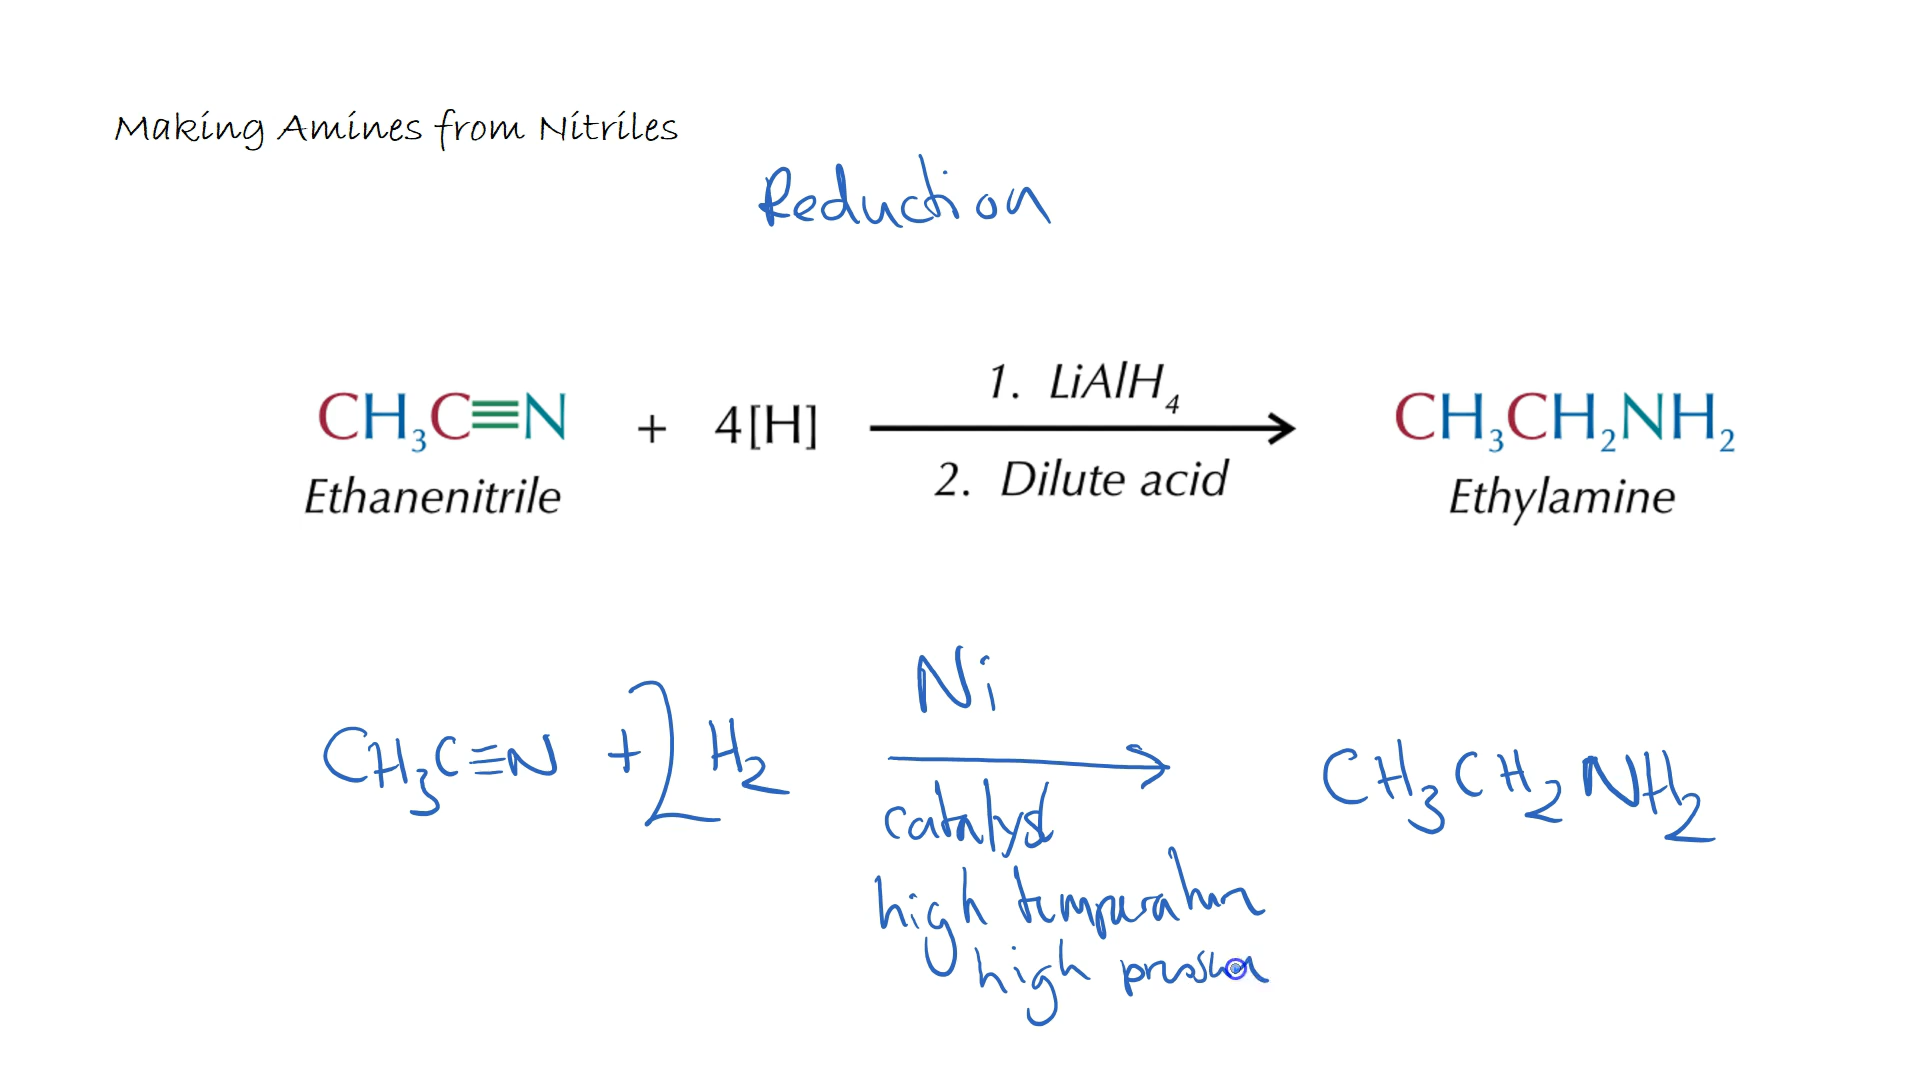 Making Amines from Nitriles
Reduction
CH₃C≡N + 4[H] 1. LiAlH₄ CH₃CH₂NH₂
2. Dilute acid
Ethanenitrile Ethylamine
Ni
CH₃C≡N + 2 H₂ CH₃CH₂NH₂
catalyst
high temperature
high pressure